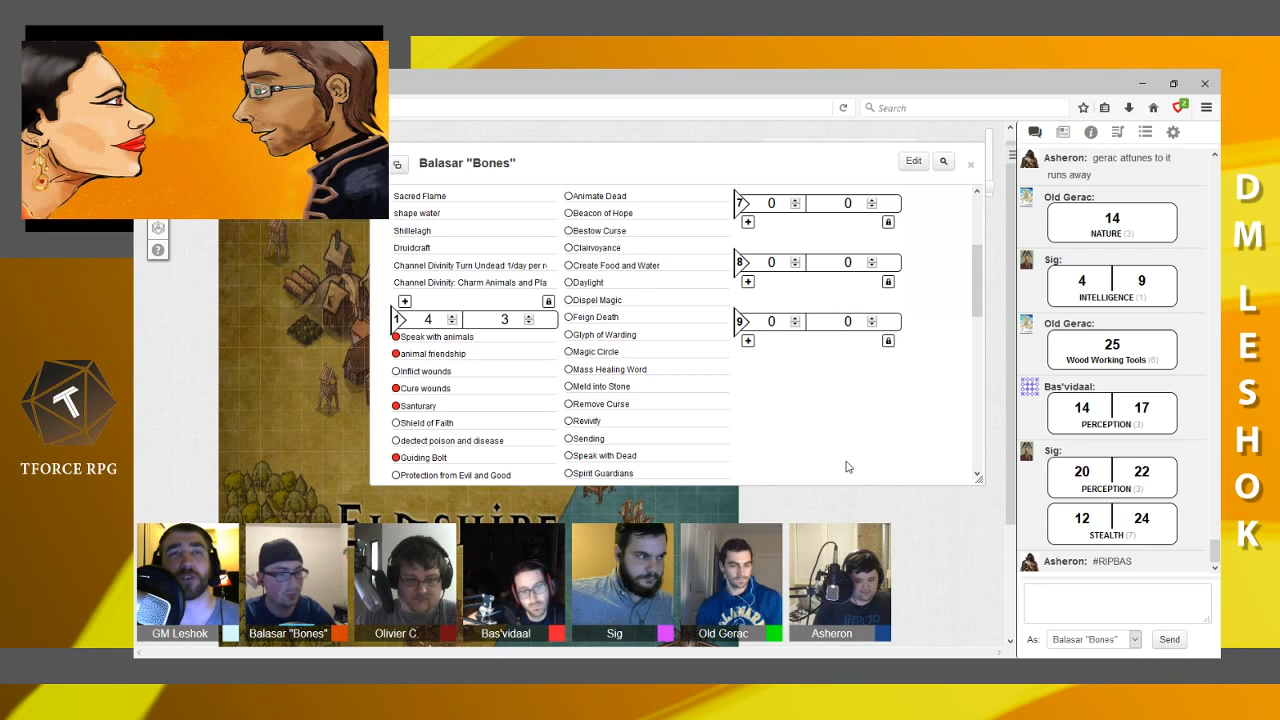 Search
2
Balasar "Bones"
Edit
Sacred Flame
shape water
Shillelagh
Druidcraft
Channel Divinity Turn Undead 1/day per r
Channel Divinity: Charm Animals and Pla
1 4 3
Speak with animals
animal friendship
Inflict wounds
Cure wounds
Santurary
Shield of Faith
dectect poison and disease
Guiding Bolt
Protection from Evil and Good
Animate Dead
Beacon of Hope
Bestow Curse
Clairvoyance
Create Food and Water
Daylight
Dispel Magic
Feign Death
Glyph of Warding
Magic Circle
Mass Healing Word
Meld into Stone
Remove Curse
Revivify
Sending
Speak with Dead
Spirit Guardians
7 0 0
8 0 0
9 0 0
Asheron: gerac attunes to it
runs away
Old Gerac:
14
NATURE (3)
Sig:
4 9
INTELLIGENCE (1)
Old Gerac:
25
Wood Working Tools (6)
Bas'vidaal:
14 17
PERCEPTION (3)
Sig:
20 22
PERCEPTION (3)
12 24
STEALTH (7)
Asheron: #RIPBAS
As: Balasar "Bones" Send
T
TFORCE RPG
GM Leshok
Balasar "Bones"
Olivier C.
Bas'vidaal
Sig
Old Gerac
Asheron
DM LESHOK